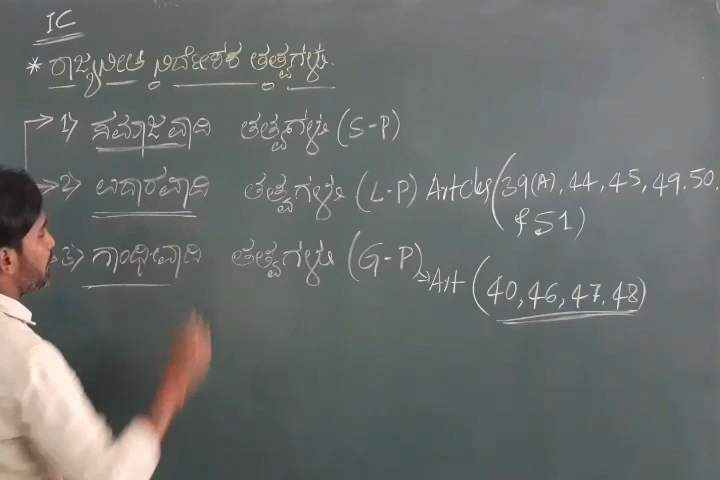 IC
* ರಾಜ್ಯನೀತಿ ನಿರ್ದೇಶಕ ತತ್ವಗಳು.
→ 1) ಸಮಾಜವಾದಿ ತತ್ವಗಳು (S-P)
→ 2) ಉದಾರವಾದಿ ತತ್ವಗಳು (L-P) Articles (39(A), 44, 45, 49, 50,
& 51)
3) ಗಾಂಧೀವಾದಿ ತತ್ವಗಳು (G-P)
→ Art (40, 46, 47, 48)